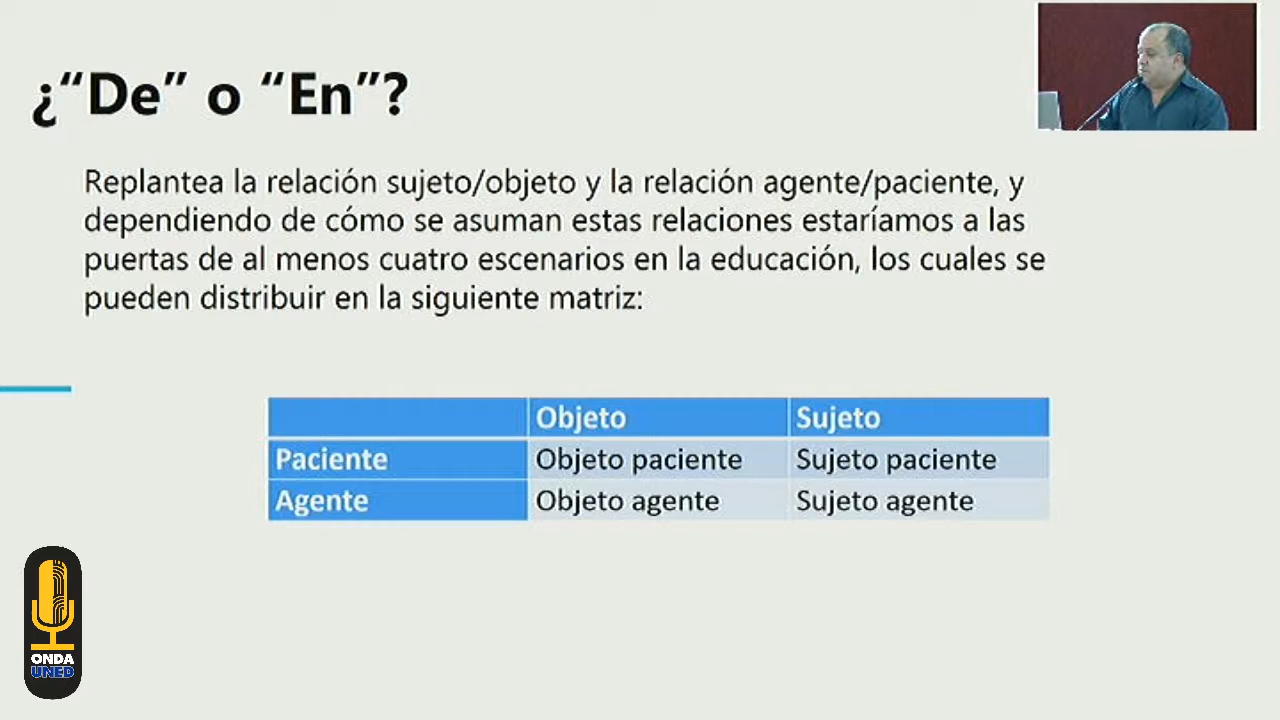 ¿“De” o “En”?
Replantea la relación sujeto/objeto y la relación agente/paciente, y
dependiendo de cómo se asuman estas relaciones estaríamos a las
puertas de al menos cuatro escenarios en la educación, los cuales se
pueden distribuir en la siguiente matriz:
Objeto Sujeto
Paciente Objeto paciente Sujeto paciente
Agente Objeto agente Sujeto agente
ONDA
UNED